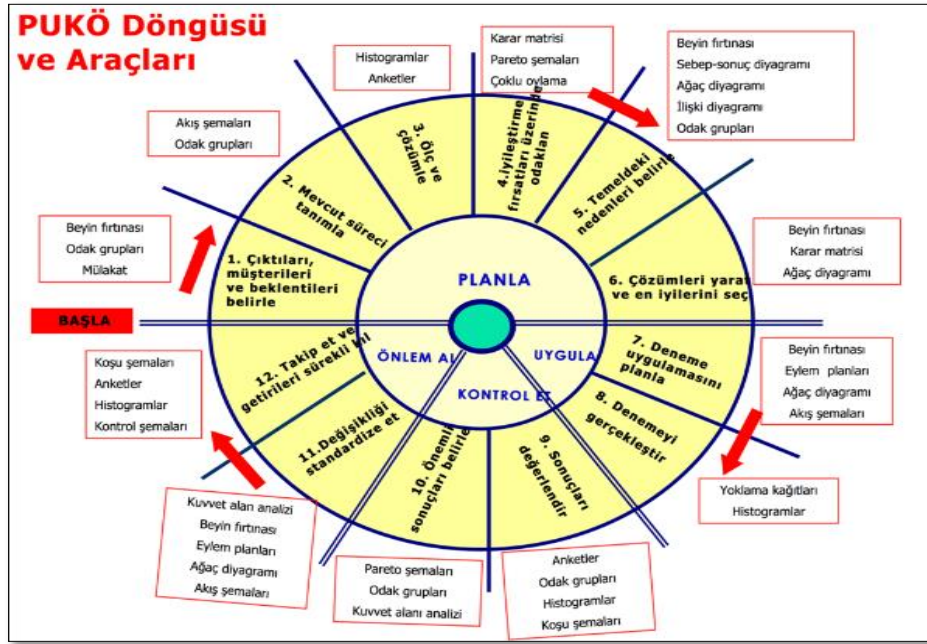 PUKÖ Döngüsü
ve Araçları
Histogramlar
Anketler
Karar matrisi
Pareto şemaları
Çoklu oylama
Beyin fırtınası
Sebep-sonuç diyagramı
Ağaç diyagramı
İlişki diyagramı
Odak grupları
Akış şemaları
Odak grupları
Beyin fırtınası
Odak grupları
Mülakat
BAŞLA
1. Çıktıları,
müşterileri
ve beklentileri
belirle
2. Mevcut süreci
tanımla
3. Ölç ve
çözümle
4.iyileştirme
fırsatları üzerinde
odaklan
5. Temeldeki
nedenleri belirle
6. Çözümleri yarat
ve en iyilerini seç
Beyin fırtınası
Karar matrisi
Ağaç diyagramı
PLANLA
ÖNLEM AL
UYGULA
KONTROL ET
7. Deneme
uygulamasını
planla
Beyin fırtınası
Eylem planları
Ağaç diyagramı
Akış şemaları
8. Denemeyi
gerçekleştir
Yoklama kağıtları
Histogramlar
9. Sonuçları
değerlendir
Anketler
Odak grupları
Histogramlar
Koşu şemaları
10. Önemli
sonuçları belirle
Pareto şemaları
Odak grupları
Kuvvet alanı analizi
11.Değişikliği
standardize et
Kuvvet alan analizi
Beyin fırtınası
Eylem planları
Ağaç diyagramı
Akış şemaları
12. Takip et ve
getirileri sürekli kıl
Koşu şemaları
Anketler
Histogramlar
Kontrol şemaları